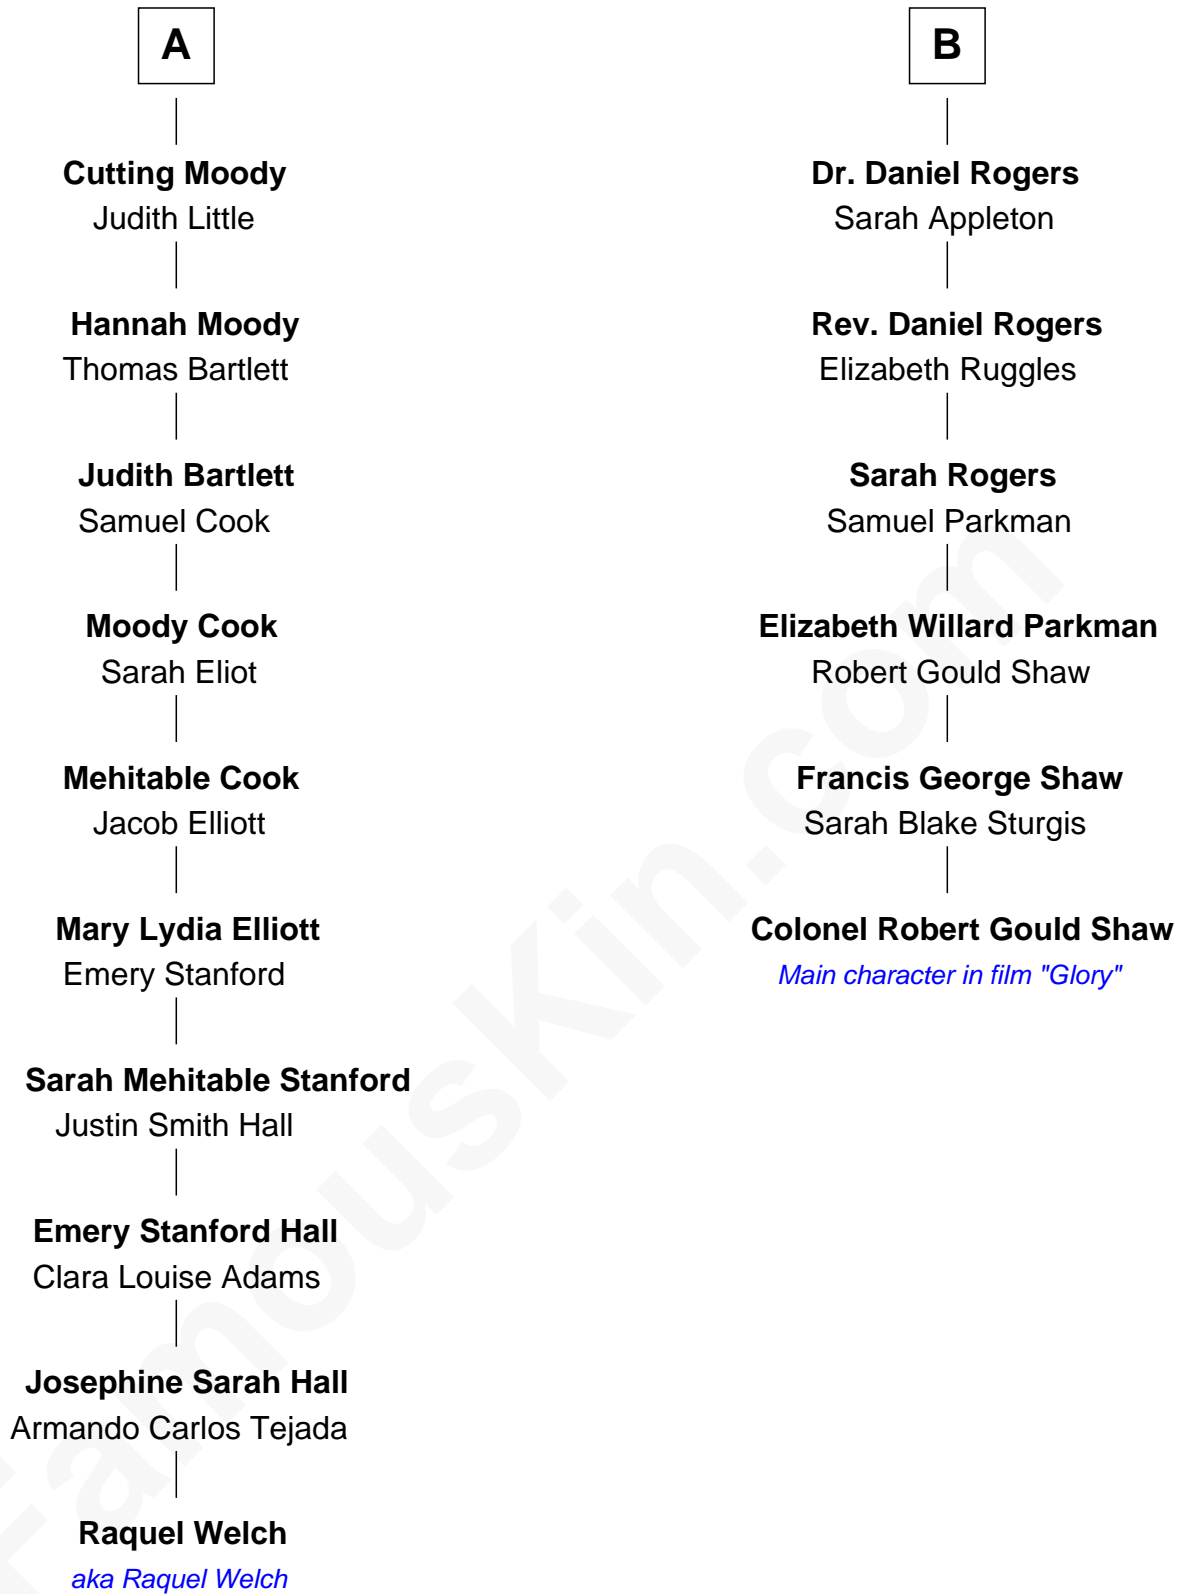 A
Cutting Moody
Judith Little
Hannah Moody
Thomas Bartlett
Judith Bartlett
Samuel Cook
Moody Cook
Sarah Eliot
Mehitable Cook
Jacob Elliott
Mary Lydia Elliott
Emery Stanford
Sarah Mehitable Stanford
Justin Smith Hall
Emery Stanford Hall
Clara Louise Adams
Josephine Sarah Hall
Armando Carlos Tejada
Raquel Welch
aka Raquel Welch
B
Dr. Daniel Rogers
Sarah Appleton
Rev. Daniel Rogers
Elizabeth Ruggles
Sarah Rogers
Samuel Parkman
Elizabeth Willard Parkman
Robert Gould Shaw
Francis George Shaw
Sarah Blake Sturgis
Colonel Robert Gould Shaw
Main character in film "Glory"
FamousKin.com